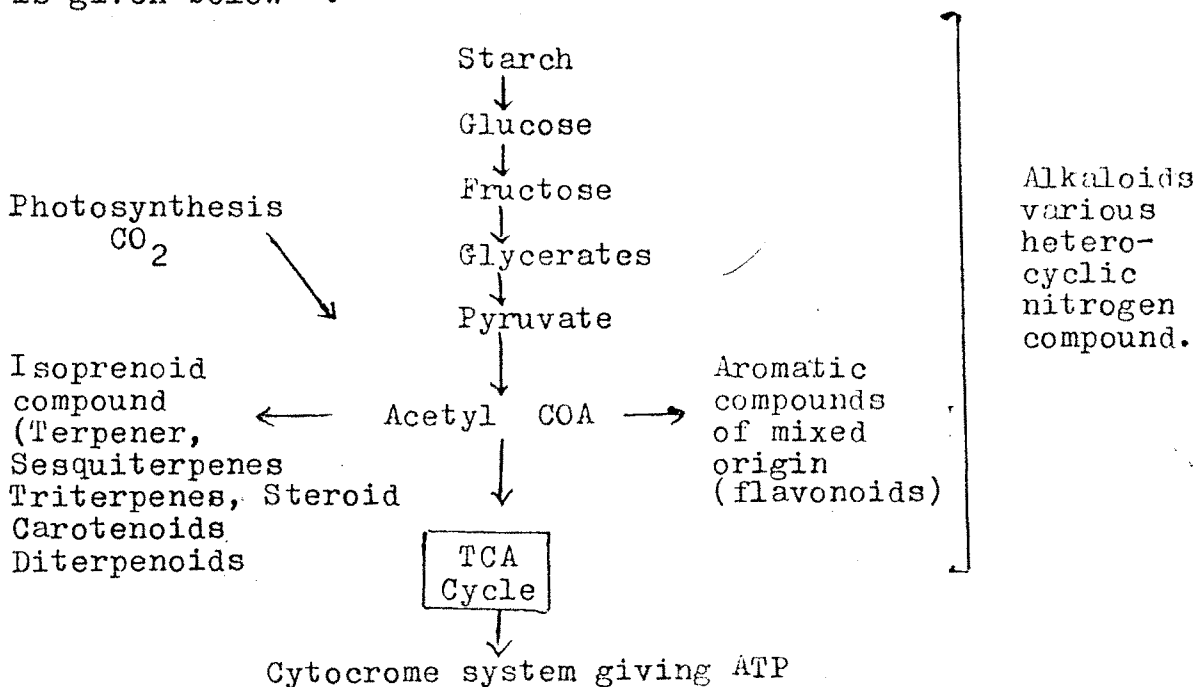 is given below :
Starch
Glucose
Fructose
Photosynthesis
CO2
Glycerates
Pyruvate
Isoprenoid
compound
(Terpener,
Sesquiterpenes
Triterpenes, Steroid
Carotenoids
Diterpenoids
Acetyl COA
Aromatic
compounds
of mixed
origin
(flavonoids)
TCA
Cycle
Cytocrome system giving ATP
Alkaloids
various
hetero-
cyclic
nitrogen
compound.